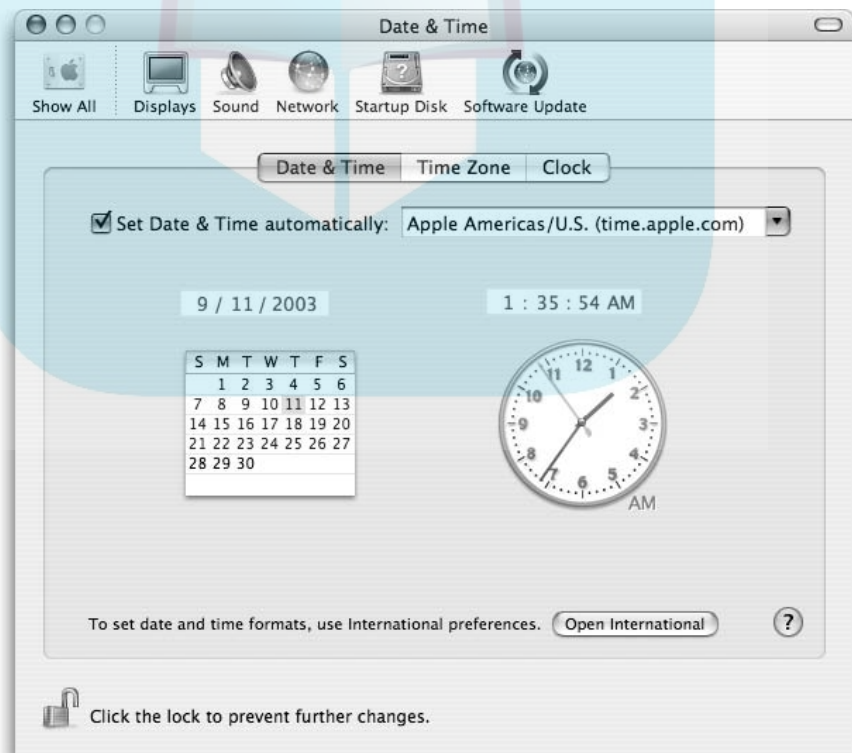 Date & Time
Show All Displays Sound Network Startup Disk Software Update
Date & Time Time Zone Clock
Set Date & Time automatically: Apple Americas/U.S. (time.apple.com)
9 / 11 / 2003 1 : 35 : 54 AM
S M T W T F S
1 2 3 4 5 6
7 8 9 10 11 12 13
14 15 16 17 18 19 20
21 22 23 24 25 26 27
28 29 30
12 1 2 3 4 5 6 7 8 9 10 11
AM
To set date and time formats, use International preferences. Open International ?
Click the lock to prevent further changes.